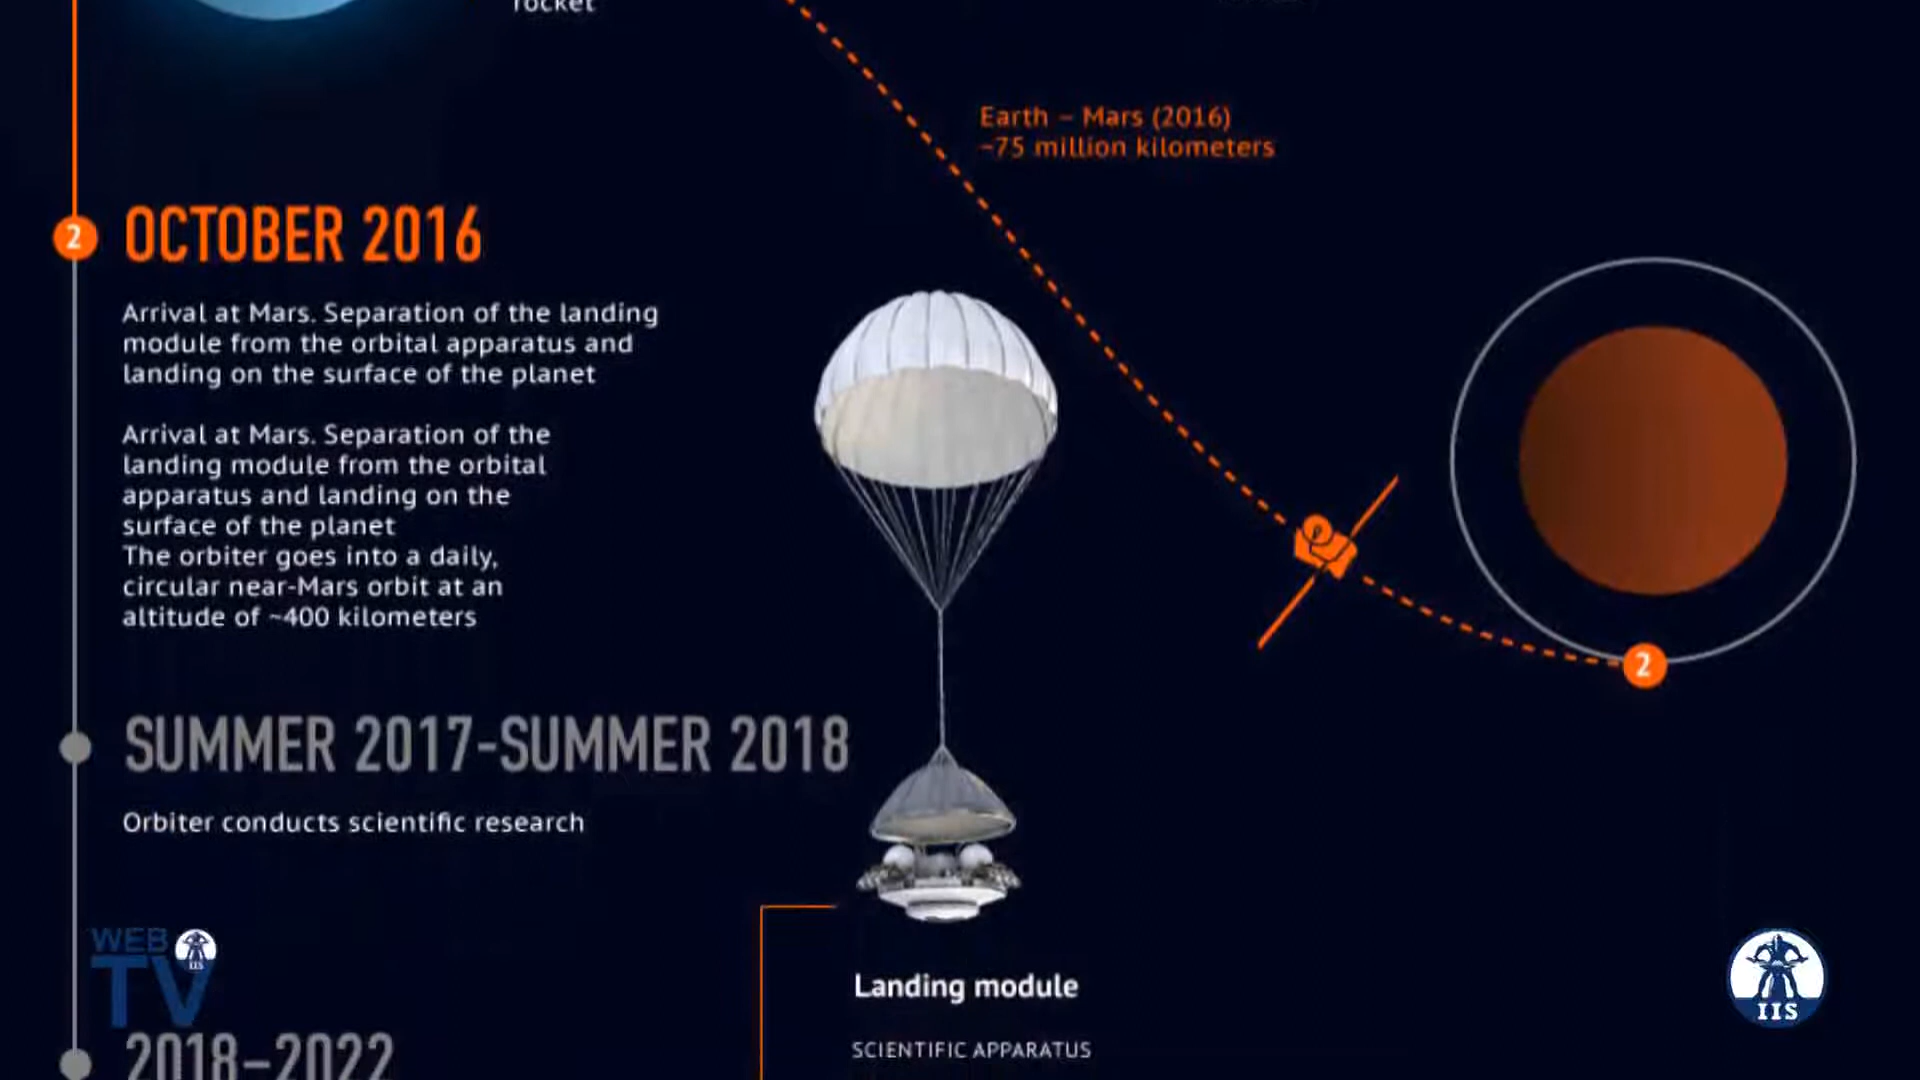 rocket
Earth – Mars (2016)
~75 million kilometers
2
OCTOBER 2016
Arrival at Mars. Separation of the landing
module from the orbital apparatus and
landing on the surface of the planet
Arrival at Mars. Separation of the
landing module from the orbital
apparatus and landing on the
surface of the planet
The orbiter goes into a daily,
circular near-Mars orbit at an
altitude of ~400 kilometers
2
SUMMER 2017-SUMMER 2018
Orbiter conducts scientific research
WEB
TV
IIS
2018–2022
Landing module
SCIENTIFIC APPARATUS
IIS